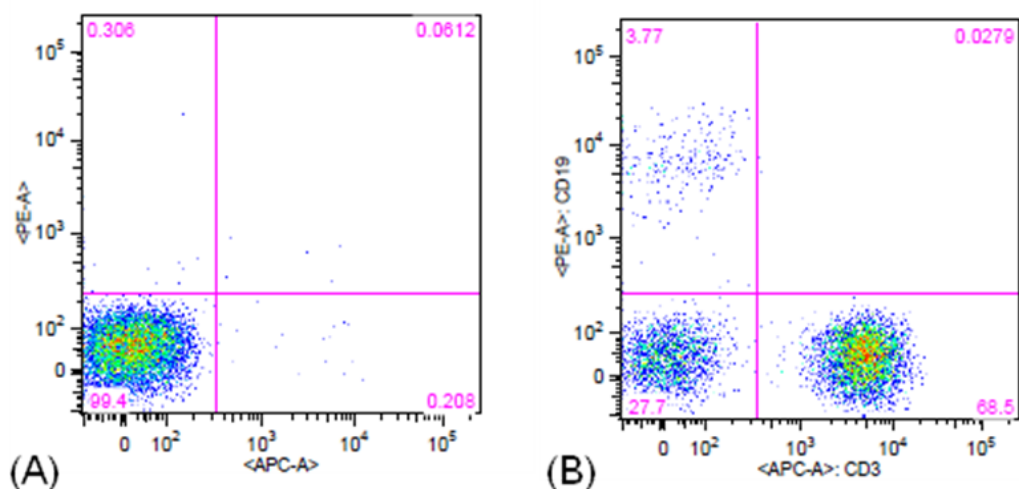 0.306 0.0612
10^5
10^4
10^3
10^2
0
<PE-A>
99.4 0.208
0 10^2 10^3 10^4 10^5
<APC-A>
(A)
3.77 0.0279
10^5
10^4
10^3
10^2
0
<PE-A>: CD19
27.7 68.5
0 10^2 10^3 10^4 10^5
<APC-A>: CD3
(B)